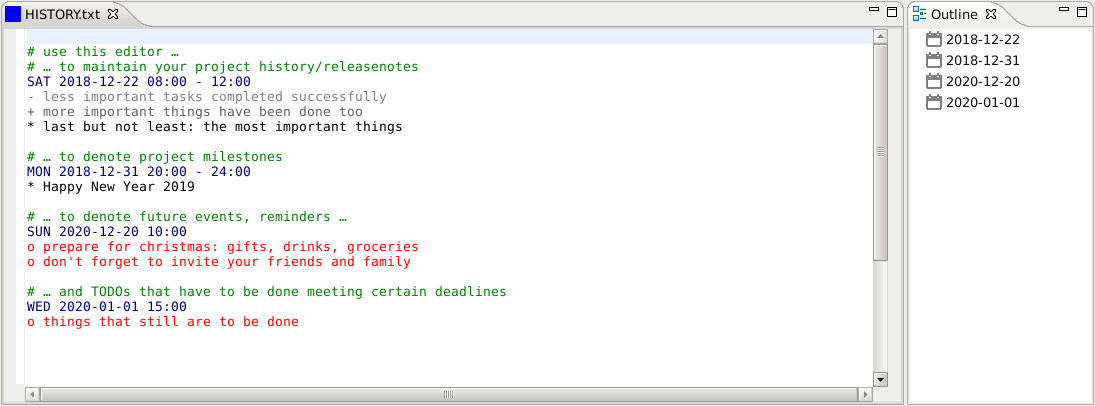 HISTORY.txt
# use this editor …
# … to maintain your project history/releasenotes
SAT 2018-12-22 08:00 - 12:00
- less important tasks completed successfully
+ more important things have been done too
* last but not least: the most important things
# … to denote project milestones
MON 2018-12-31 20:00 - 24:00
* Happy New Year 2019
# … to denote future events, reminders …
SUN 2020-12-20 10:00
o prepare for christmas: gifts, drinks, groceries
o don't forget to invite your friends and family
# … and TODOs that have to be done meeting certain deadlines
WED 2020-01-01 15:00
o things that still are to be done
Outline
2018-12-22
2018-12-31
2020-12-20
2020-01-01